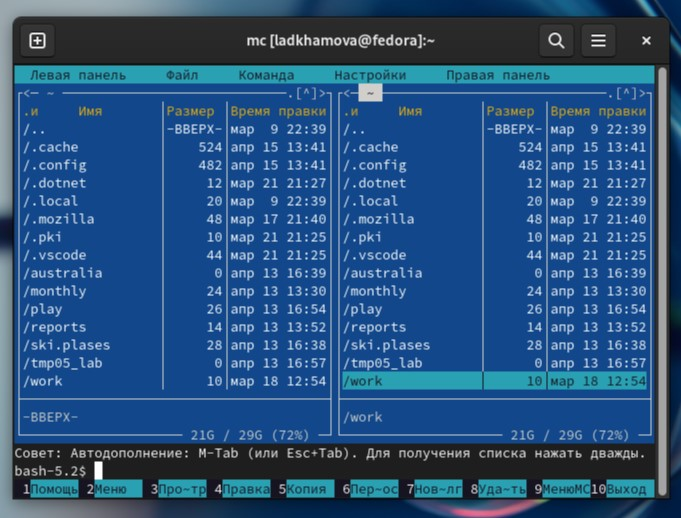 mc [ladkhamova@fedora]:~
Левая панель Файл Команда Настройки Правая панель
<─ ~ .[^]> <─ ~ .[^]>
.и Имя Размер Время правки .и Имя Размер Время правки
/.. -ВВЕРХ- мар 9 22:39 /.. -ВВЕРХ- мар 9 22:39
/.cache 524 апр 15 13:41 /.cache 524 апр 15 13:41
/.config 482 апр 15 13:41 /.config 482 апр 15 13:41
/.dotnet 12 мар 21 21:27 /.dotnet 12 мар 21 21:27
/.local 20 мар 9 22:39 /.local 20 мар 9 22:39
/.mozilla 48 мар 17 21:40 /.mozilla 48 мар 17 21:40
/.pki 10 мар 21 21:25 /.pki 10 мар 21 21:25
/.vscode 44 мар 21 21:25 /.vscode 44 мар 21 21:25
/australia 0 апр 13 16:39 /australia 0 апр 13 16:39
/monthly 24 апр 13 13:30 /monthly 24 апр 13 13:30
/play 26 апр 13 16:54 /play 26 апр 13 16:54
/reports 14 апр 13 13:52 /reports 14 апр 13 13:52
/ski.plases 28 апр 13 16:38 /ski.plases 28 апр 13 16:38
/tmp05_lab 0 апр 13 16:57 /tmp05_lab 0 апр 13 16:57
/work 10 мар 18 12:54 /work 10 мар 18 12:54
-ВВЕРХ- /work
21G / 29G (72%) 21G / 29G (72%)
Совет: Автодополнение: M-Tab (или Esc+Tab). Для получения списка нажать дважды.
bash-5.2$
1Помощь 2Меню 3Про~тр 4Правка 5Копия 6Пер~ос 7Нов~лг 8Уда~ть 9МенюMC 10Выход